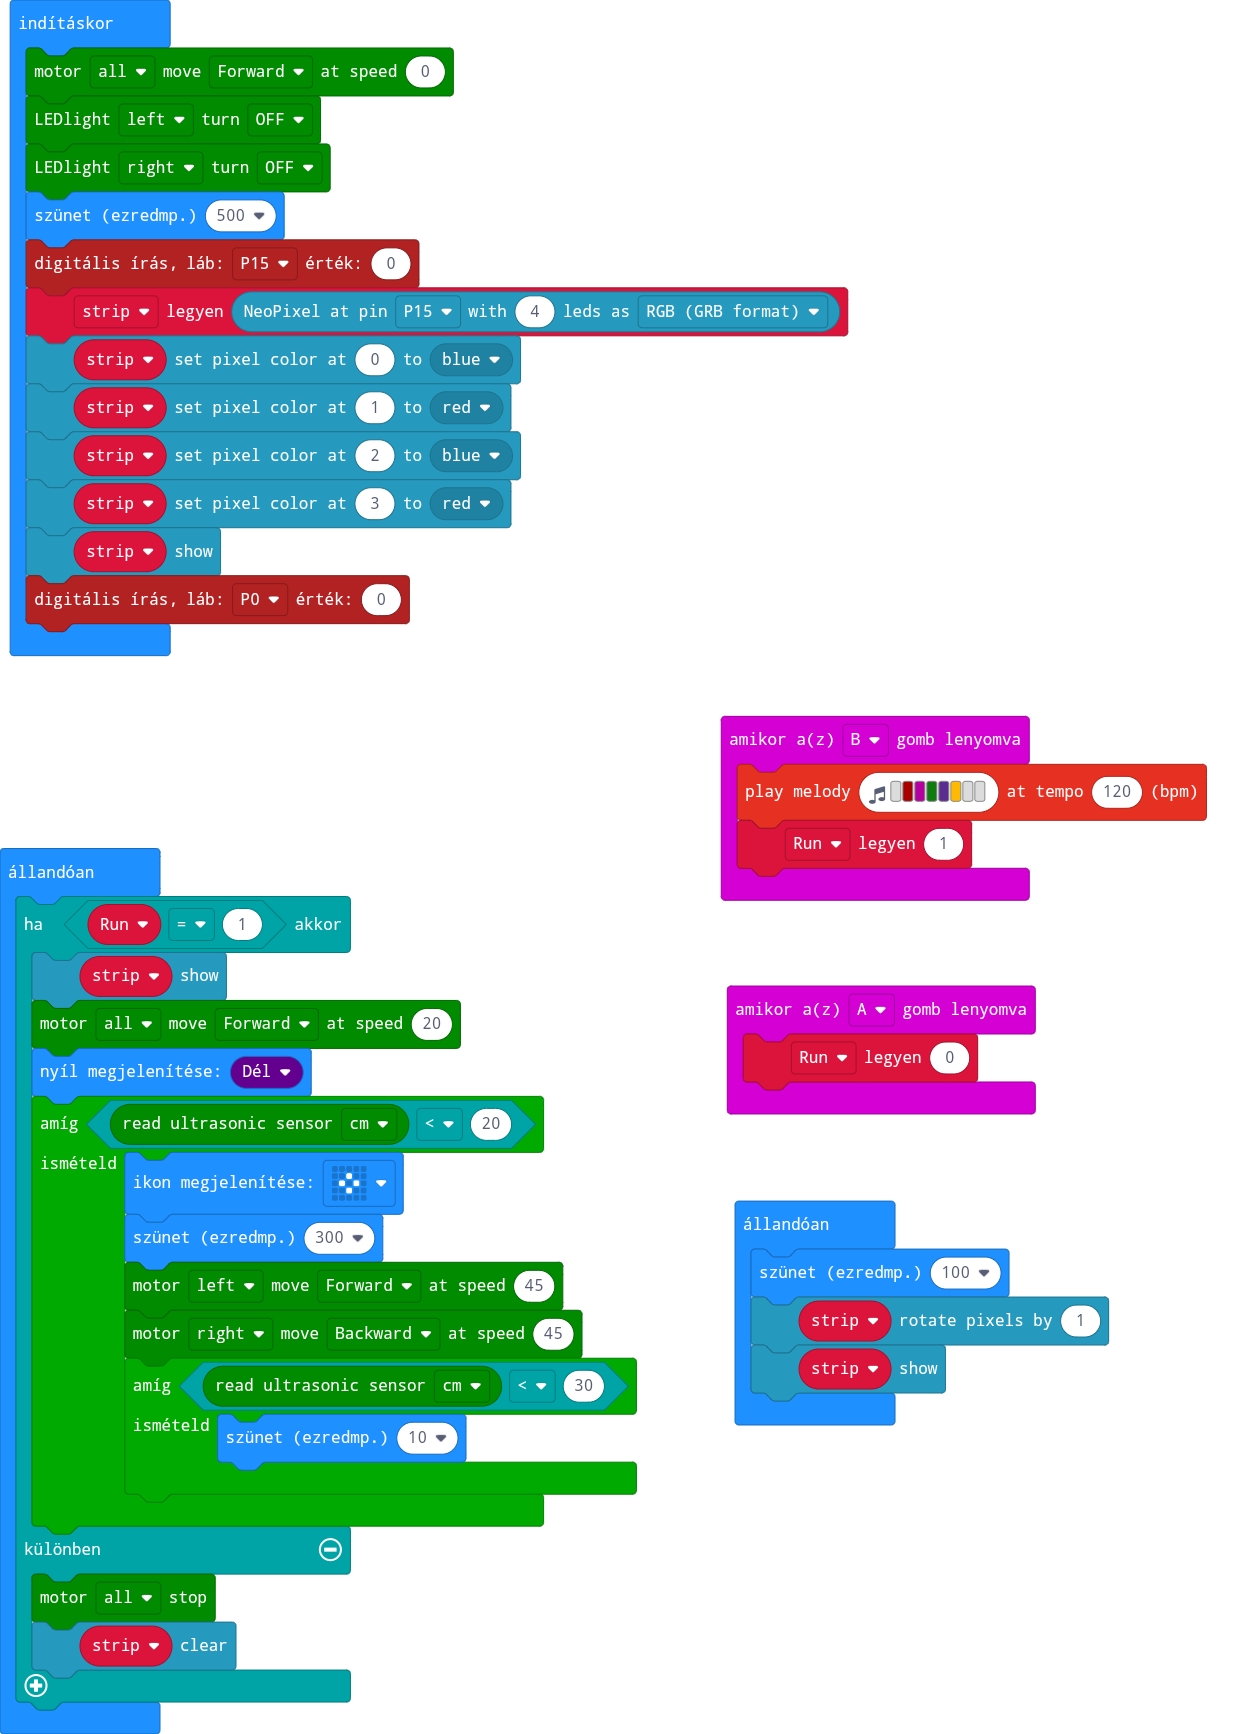 indításkor
motor all move Forward at speed 0
LEDlight left turn OFF
LEDlight right turn OFF
szünet (ezredmp.) 500
digitális írás, láb: P15 érték: 0
strip legyen NeoPixel at pin P15 with 4 leds as RGB (GRB format)
strip set pixel color at 0 to blue
strip set pixel color at 1 to red
strip set pixel color at 2 to blue
strip set pixel color at 3 to red
strip show
digitális írás, láb: P0 érték: 0
amikor a(z) B gomb lenyomva
play melody at tempo 120 (bpm)
Run legyen 1
állandóan
ha Run = 1 akkor
strip show
motor all move Forward at speed 20
nyíl megjelenítése: Dél
amíg read ultrasonic sensor cm < 20
ismételd
ikon megjelenítése:
szünet (ezredmp.) 300
motor left move Forward at speed 45
motor right move Backward at speed 45
amíg read ultrasonic sensor cm < 30
ismételd szünet (ezredmp.) 10
különben
motor all stop
strip clear
amikor a(z) A gomb lenyomva
Run legyen 0
állandóan
szünet (ezredmp.) 100
strip rotate pixels by 1
strip show